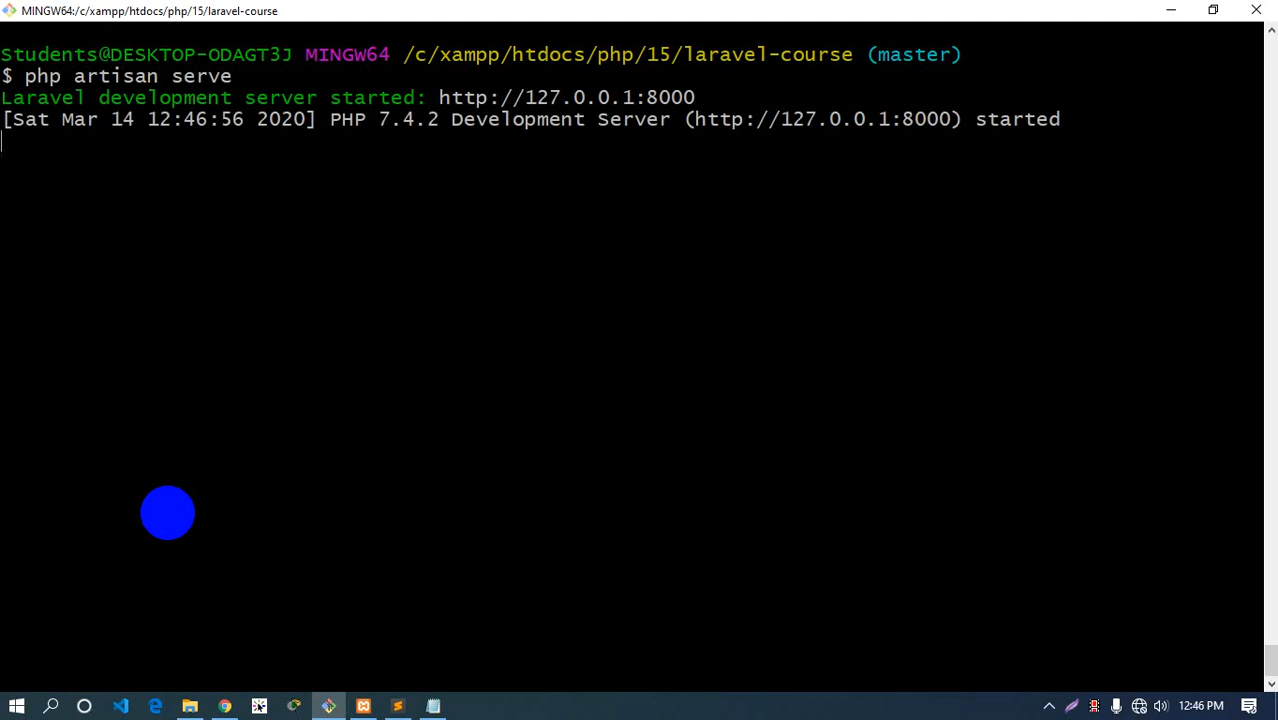 MINGW64:/c/xampp/htdocs/php/15/laravel-course
Students@DESKTOP-ODAGT3J MINGW64 /c/xampp/htdocs/php/15/laravel-course (master)
$ php artisan serve
Laravel development server started: http://127.0.0.1:8000
[Sat Mar 14 12:46:56 2020] PHP 7.4.2 Development Server (http://127.0.0.1:8000) started
12:46 PM